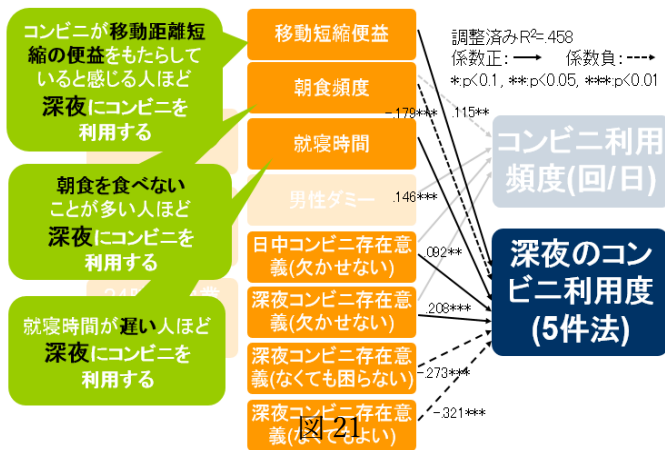 コンビニが移動距離短
縮の便益をもたらして
いると感じる人ほど
深夜にコンビニを
利用する
朝食を食べない
ことが多い人ほど
深夜にコンビニを
利用する
就寝時間が遅い人ほど
深夜にコンビニを
利用する
移動短縮便益
朝食頻度
就寝時間
男性ダミー
日中コンビニ存在意
義(欠かせない)
深夜コンビニ存在意
義(欠かせない)
深夜コンビニ存在意
義(なくても困らない)
深夜コンビニ存在意
義(なくてもよい)
図 21
-.179***
.115**
.146***
.092**
.208***
-.273***
-.321***
調整済みR²=.458
係数正:
係数負:
*:p<0.1, **:p<0.05, ***:p<0.01
コンビニ利用
頻度(回/日)
深夜のコン
ビニ利用度
(5件法)